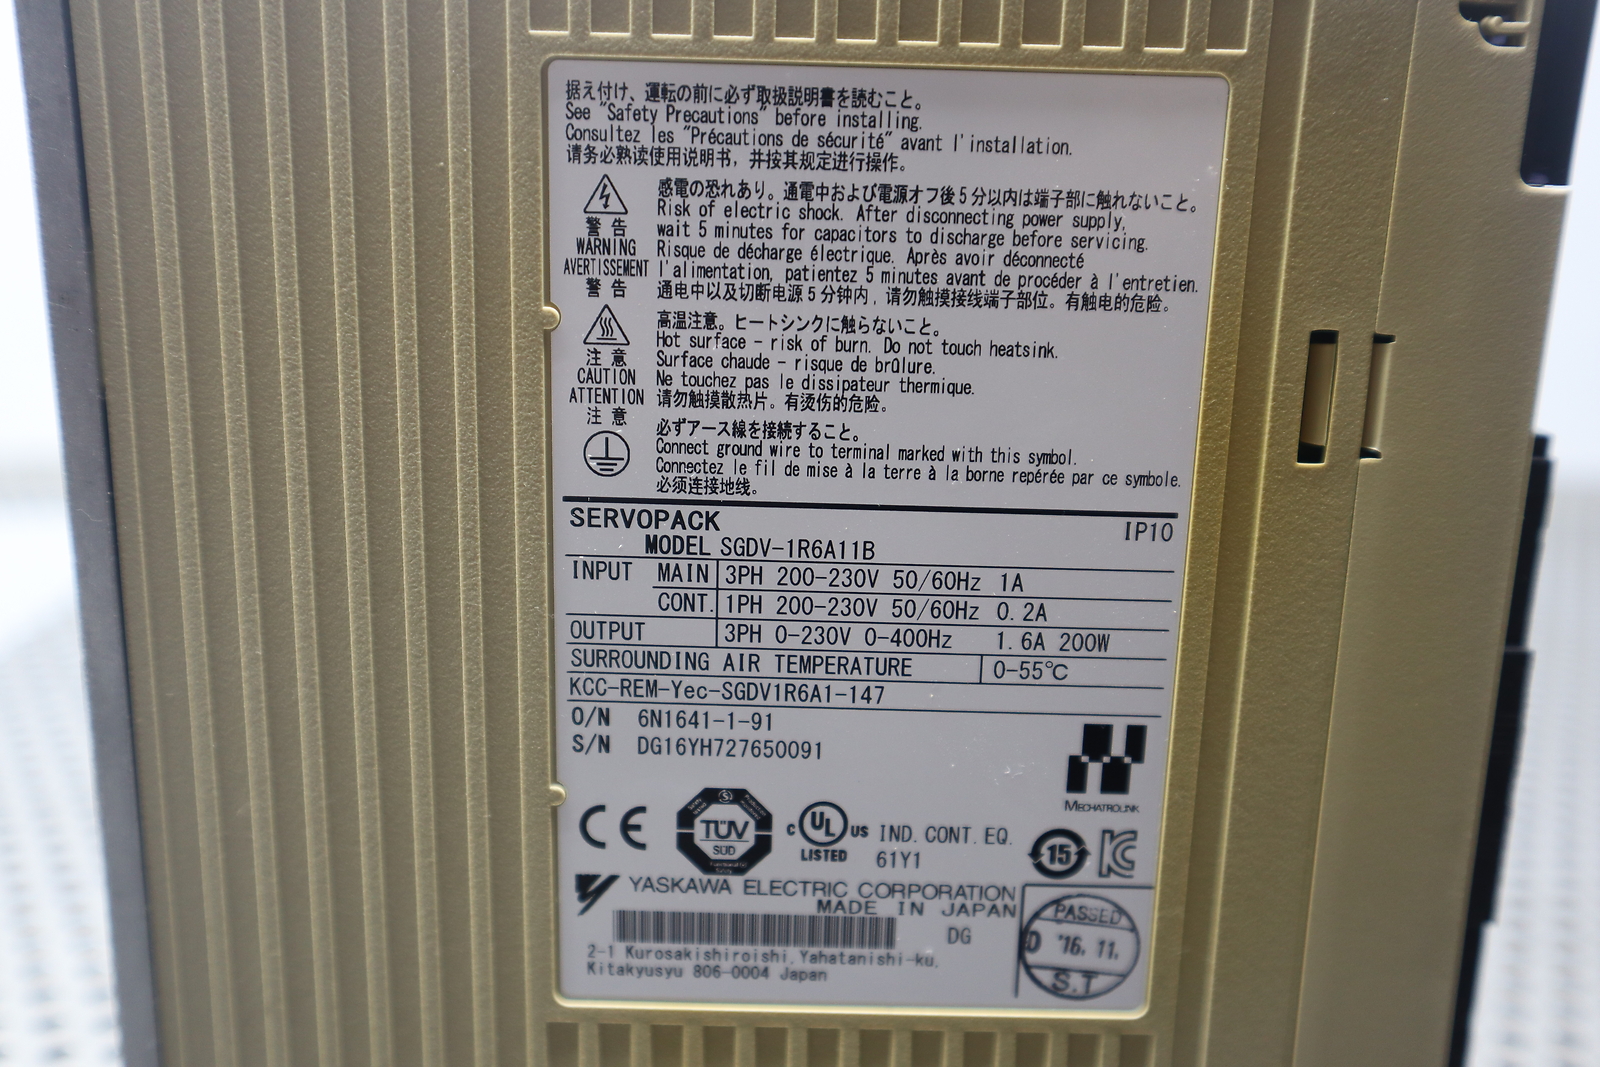 据え付け、運転の前に必ず取扱説明書を読むこと。
See "Safety Precautions" before installing.
Consultez les "Précautions de sécurité" avant l'installation.
请务必熟读使用说明书，并按其规定进行操作。
警告
WARNING
AVERTISSEMENT
警告
感電の恐れあり。通電中および電源オフ後5分以内は端子部に触れないこと。
Risk of electric shock. After disconnecting power supply,
wait 5 minutes for capacitors to discharge before servicing.
Risque de décharge électrique. Après avoir déconnecté
l'alimentation, patientez 5 minutes avant de procéder à l'entretien.
通电中以及切断电源5分钟内，请勿触摸接线端子部位。有触电的危险。
注意
CAUTION
ATTENTION
注意
高温注意。ヒートシンクに触らないこと。
Hot surface – risk of burn. Do not touch heatsink.
Surface chaude – risque de brûlure.
Ne touchez pas le dissipateur thermique.
请勿触摸散热片。有烫伤的危险。
必ずアース線を接続すること。
Connect ground wire to terminal marked with this symbol.
Connectez le fil de mise à la terre à la borne repérée par ce symbole.
必须连接地线。
SERVOPACK IP10
MODEL SGDV-1R6A11B
INPUT MAIN 3PH 200-230V 50/60Hz 1A
CONT. 1PH 200-230V 50/60Hz 0.2A
OUTPUT 3PH 0-230V 0-400Hz 1.6A 200W
SURROUNDING AIR TEMPERATURE 0-55℃
KCC-REM-Yec-SGDV1R6A1-147
O/N 6N1641-1-91
S/N DG16YH727650091
MECHATROLINK
CE TÜV SÜD c UL us LISTED IND. CONT. EQ. 61Y1 15 KC
YASKAWA ELECTRIC CORPORATION
MADE IN JAPAN
DG
2-1 Kurosakishiroishi, Yahatanishi-ku,
Kitakyusyu 806-0004 Japan
PASSED
D '16. 11.
S.T